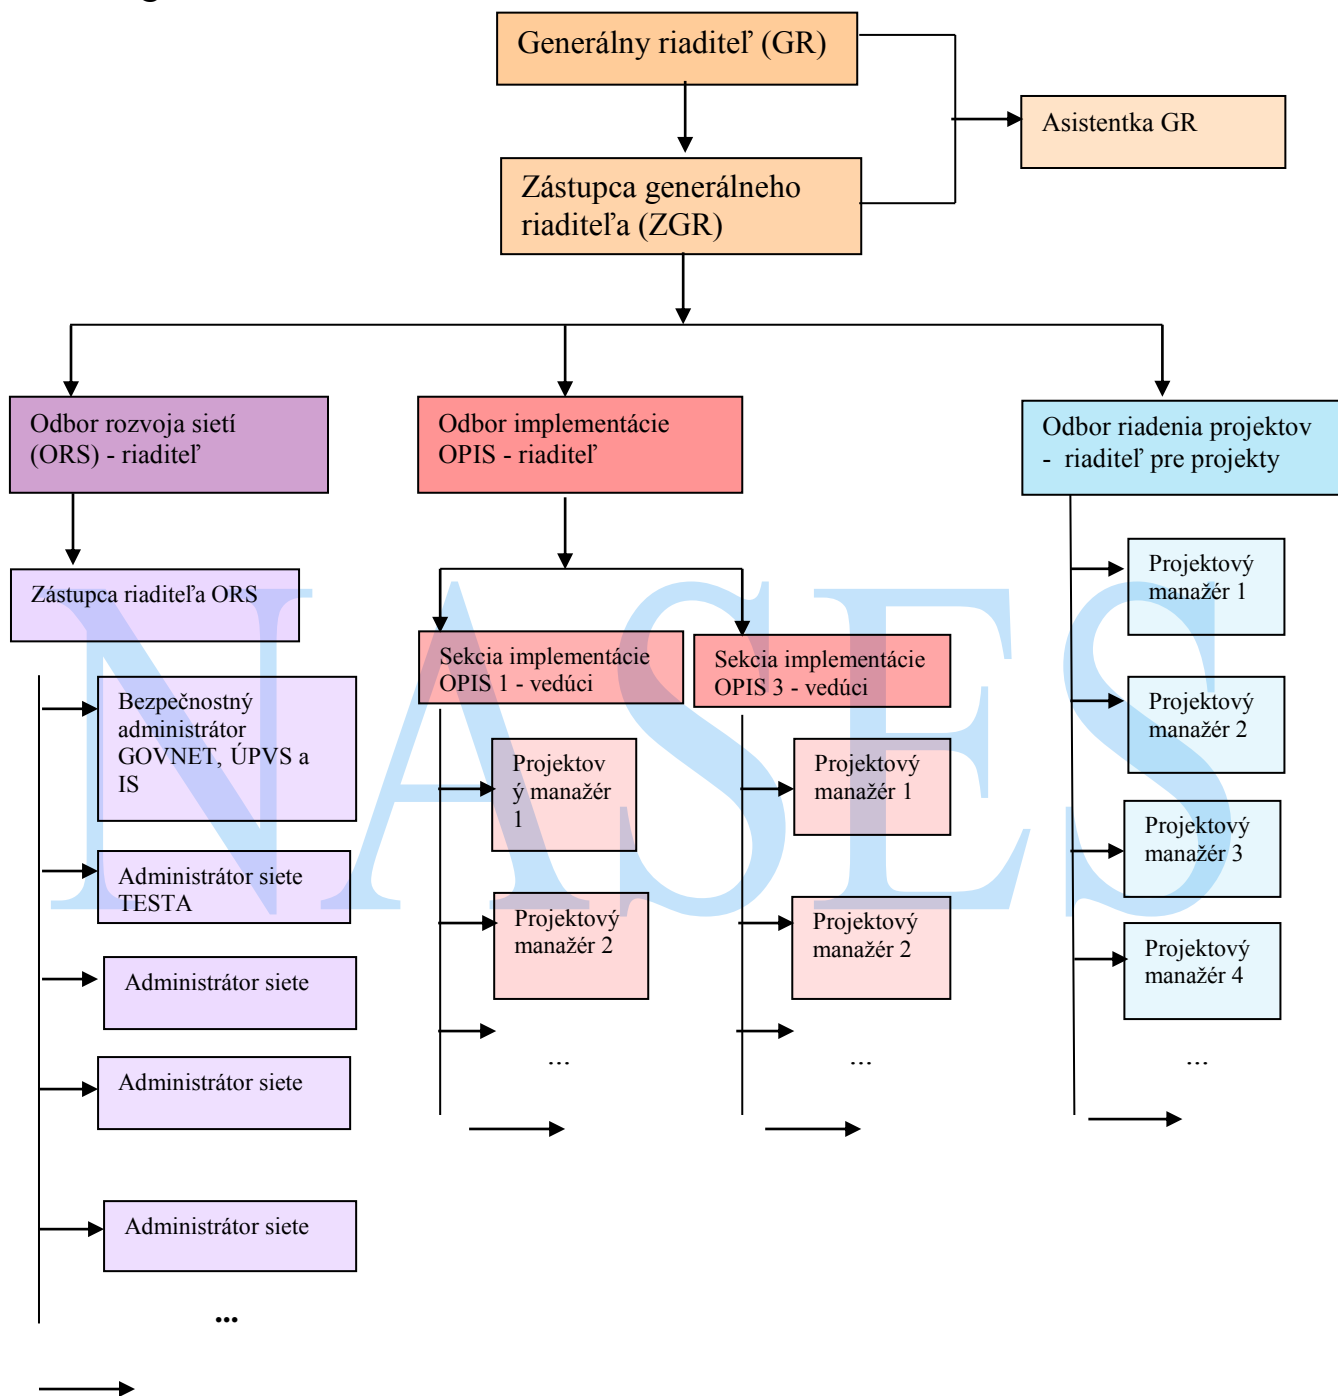 Generálny riaditeľ (GR)
Asistentka GR
Zástupca generálneho
riaditeľa (ZGR)
Odbor rozvoja sietí
(ORS) - riaditeľ
Odbor implementácie
OPIS - riaditeľ
Odbor riadenia projektov
- riaditeľ pre projekty
Zástupca riaditeľa ORS
Bezpečnostný
administrátor
GOVNET, ÚPVS a
IS
Administrátor siete
TESTA
Administrátor siete
Administrátor siete
Administrátor siete
...
Sekcia implementácie
OPIS 1 - vedúci
Projektov
ý manažér
1
Projektový
manažér 2
...
Sekcia implementácie
OPIS 3 - vedúci
Projektový
manažér 1
Projektový
manažér 2
...
Projektový
manažér 1
Projektový
manažér 2
Projektový
manažér 3
Projektový
manažér 4
...
NASES